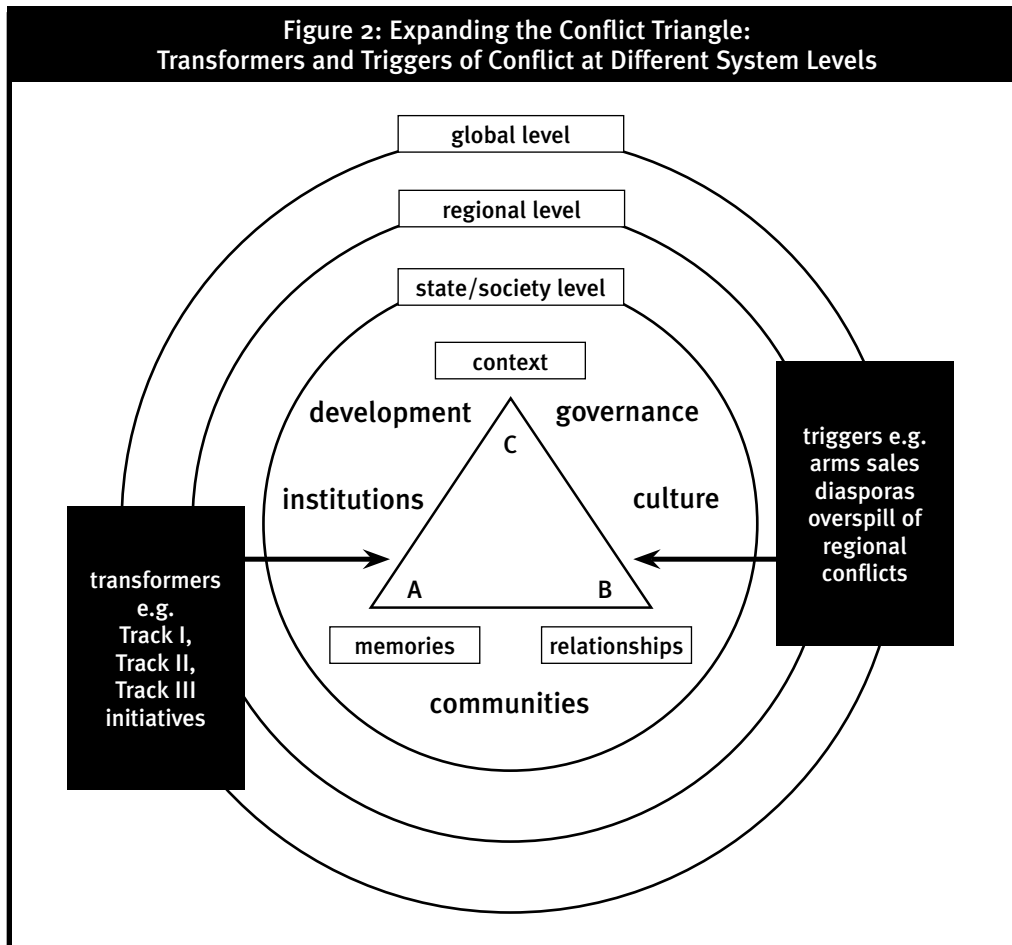 Figure 2: Expanding the Conflict Triangle:
Transformers and Triggers of Conflict at Different System Levels
global level
regional level
state/society level
context
development
governance
C
institutions
culture
A
B
memories
relationships
communities
transformers
e.g.
Track I,
Track II,
Track III
initiatives
triggers e.g.
arms sales
diasporas
overspill of
regional
conflicts